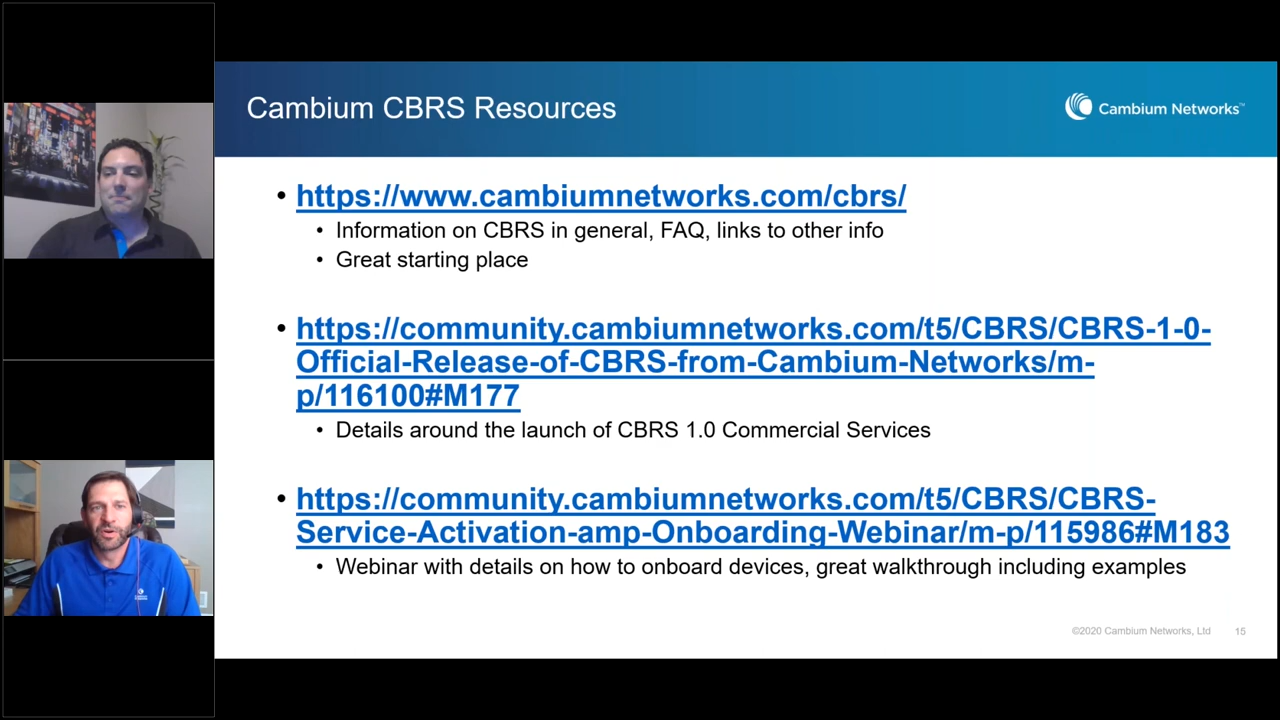 Cambium CBRS Resources
Cambium Networks™
• https://www.cambiumnetworks.com/cbrs/
• Information on CBRS in general, FAQ, links to other info
• Great starting place
• https://community.cambiumnetworks.com/t5/CBRS/CBRS-1-0-
Official-Release-of-CBRS-from-Cambium-Networks/m-
p/116100#M177
• Details around the launch of CBRS 1.0 Commercial Services
• https://community.cambiumnetworks.com/t5/CBRS/CBRS-
Service-Activation-amp-Onboarding-Webinar/m-p/115986#M183
• Webinar with details on how to onboard devices, great walkthrough including examples
©2020 Cambium Networks, Ltd
15